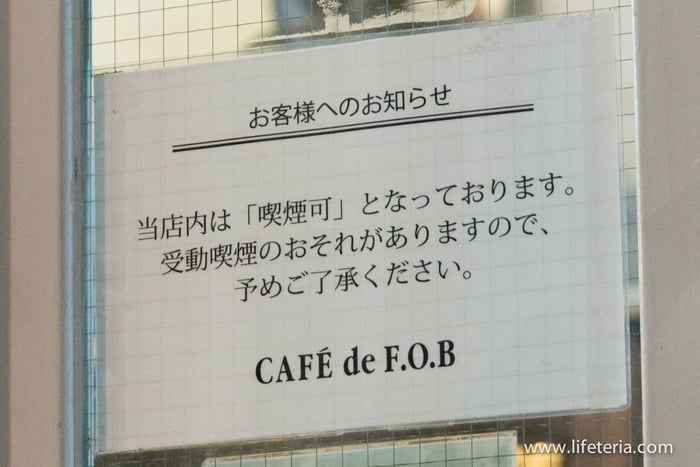 お客様へのお知らせ
当店内は「喫煙可」となっております。
受動喫煙のおそれがありますので、
予めご了承ください。
CAFÉ de F.O.B
www.lifeteria.com